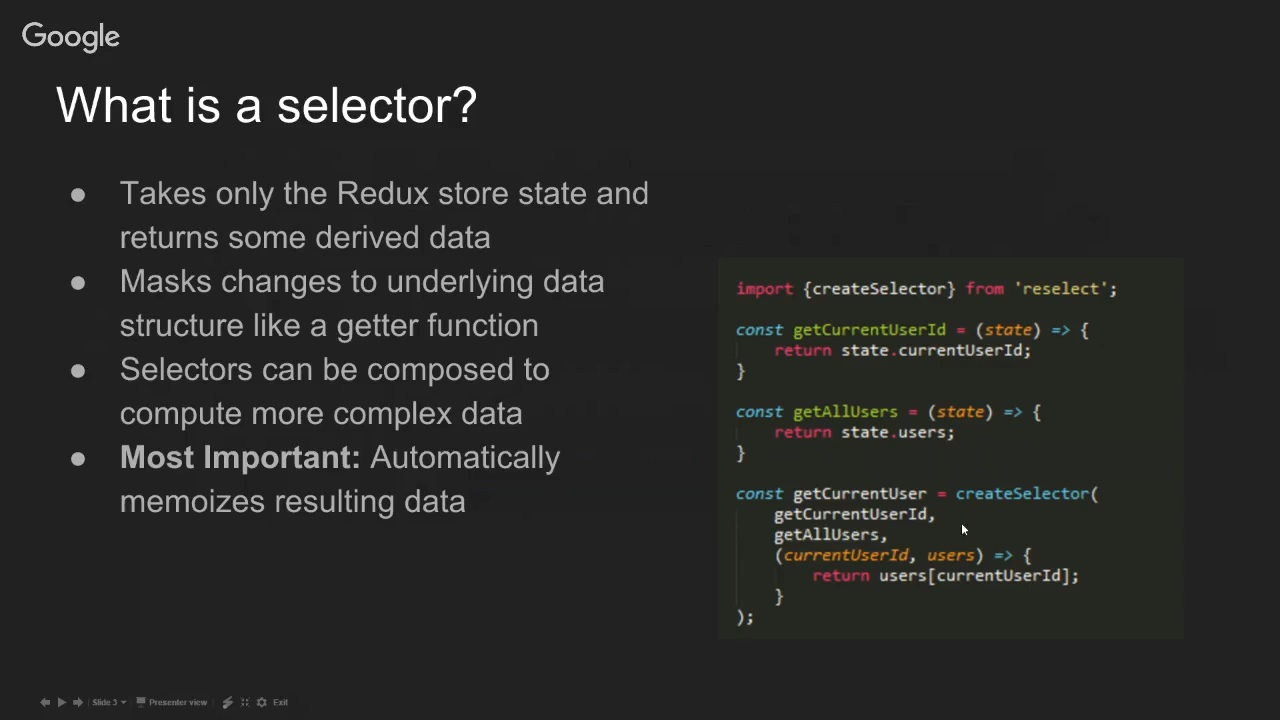 Google
What is a selector?
● Takes only the Redux store state and
returns some derived data
● Masks changes to underlying data
structure like a getter function
● Selectors can be composed to
compute more complex data
● Most Important: Automatically
memoizes resulting data
import {createSelector} from 'reselect';
const getCurrentUserId = (state) => {
return state.currentUserId;
}
const getAllUsers = (state) => {
return state.users;
}
const getCurrentUser = createSelector(
getCurrentUserId,
getAllUsers,
(currentUserId, users) => {
return users[currentUserId];
}
);
Slide 3 Presenter view Exit